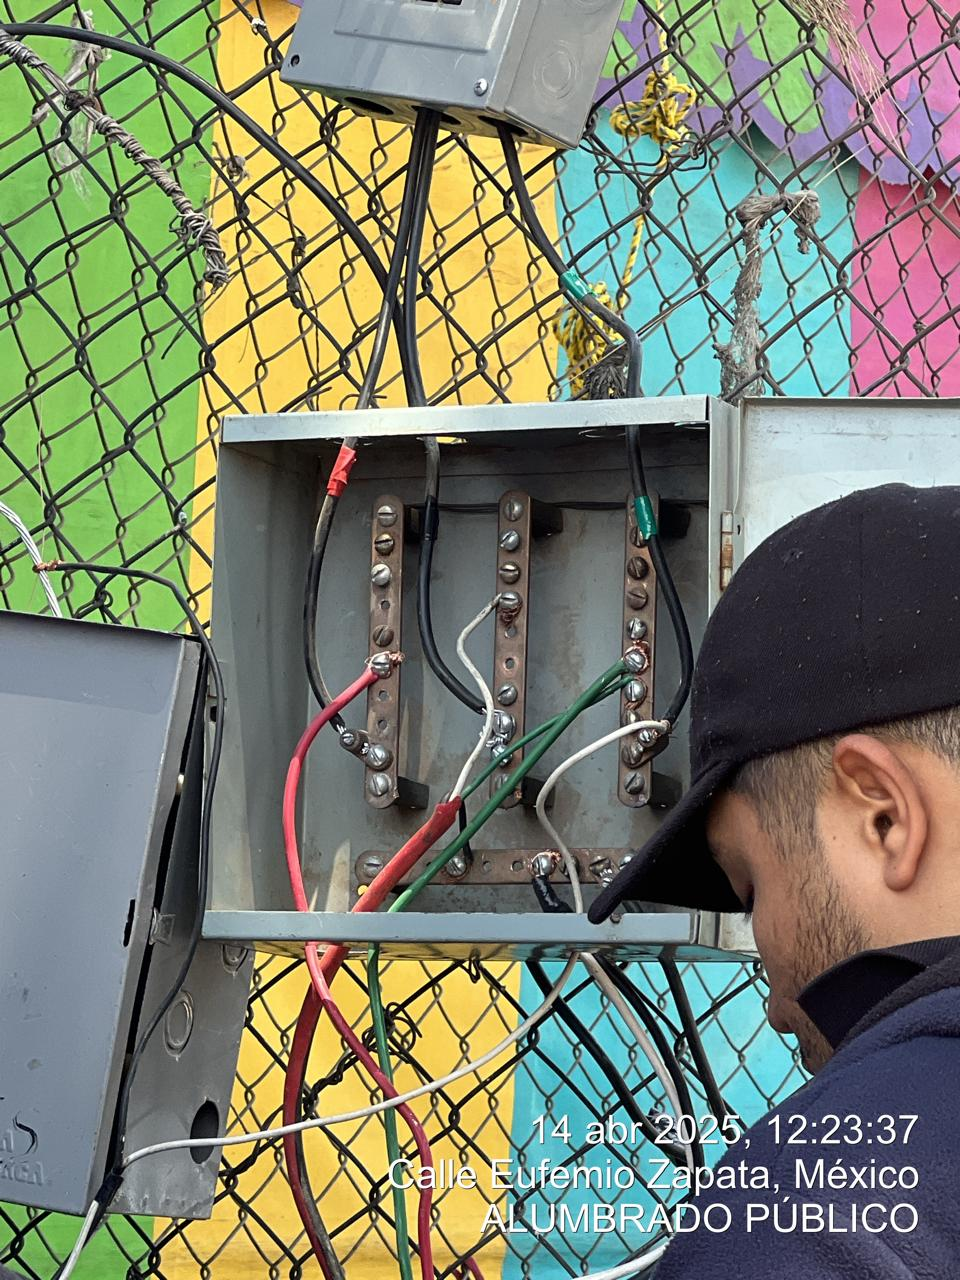 14 abr 2025, 12:23:37
Calle Eufemio Zapata, México
ALUMBRADO PÚBLICO